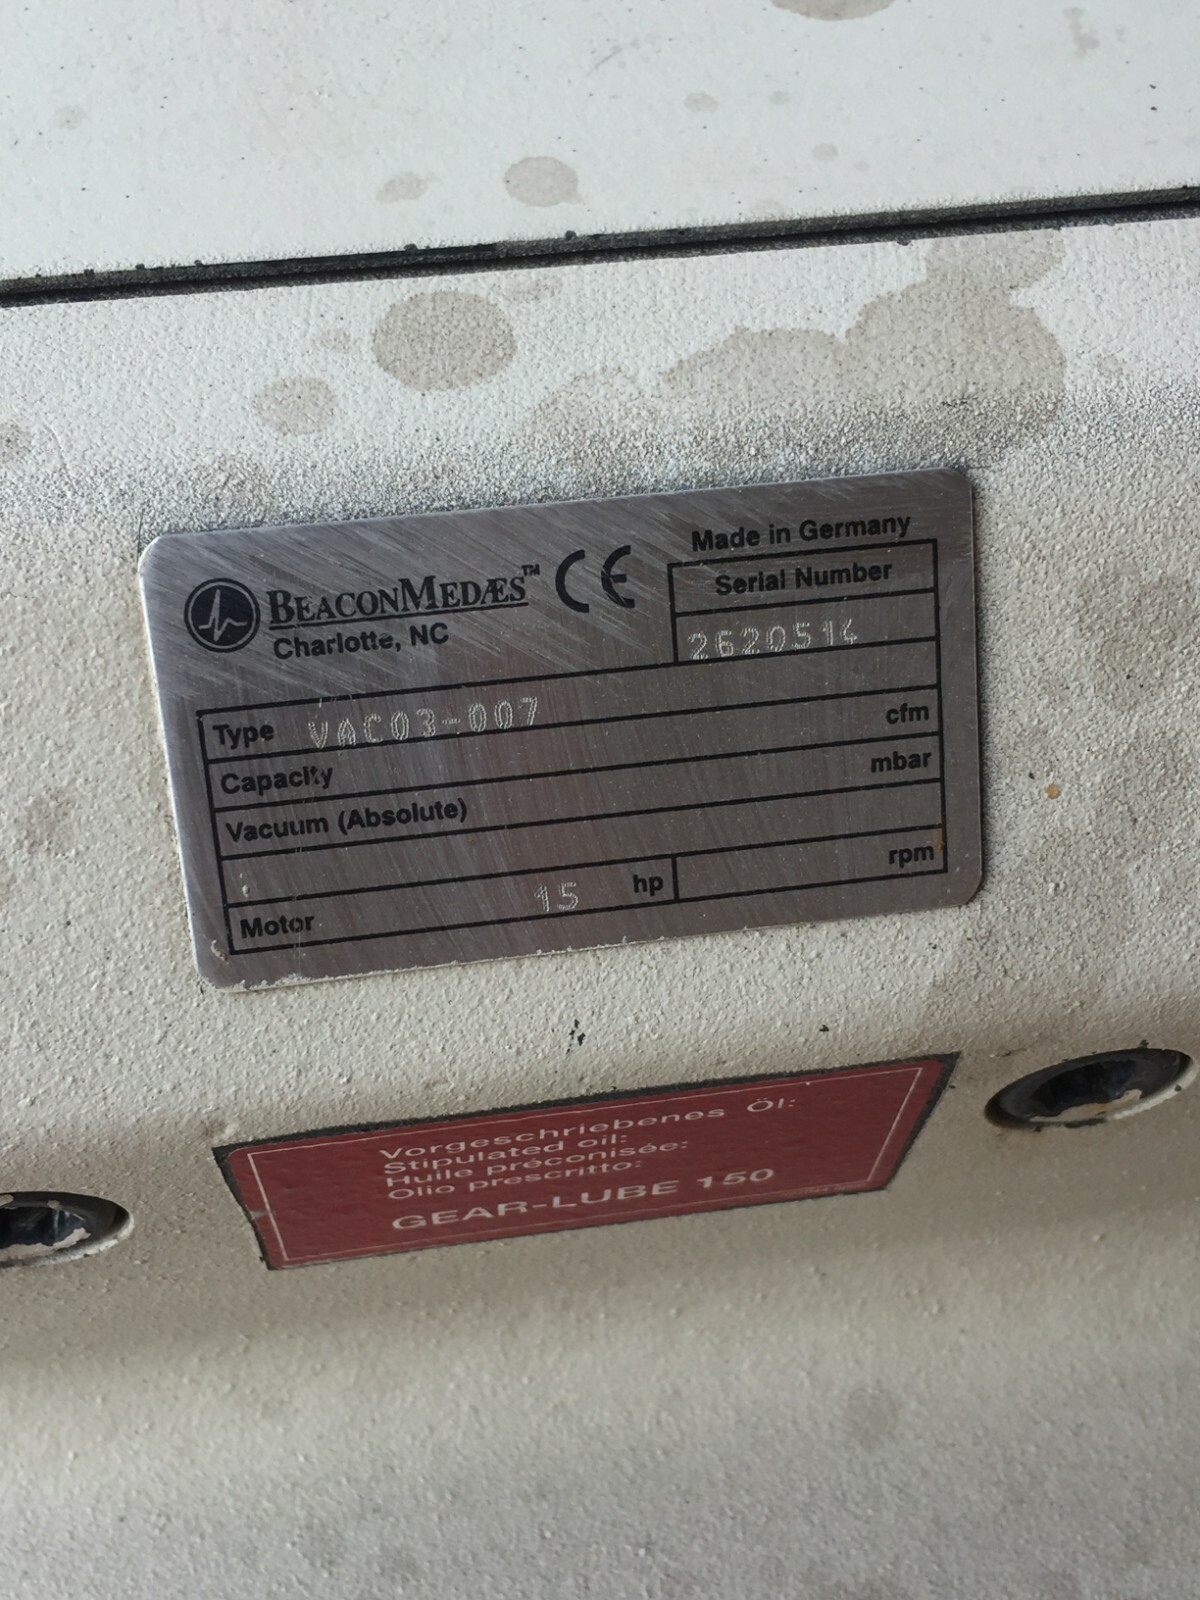 BEACONMEDÆS™ CE
Charlotte, NC
Made in Germany
Serial Number
2620514
Type VAC03-007
Capacity cfm
Vacuum (Absolute) mbar
Motor 15 hp rpm
Vorgeschriebenes Öl:
Stipulated oil:
Huile préconisée:
Olio prescritto:
GEAR-LUBE 150